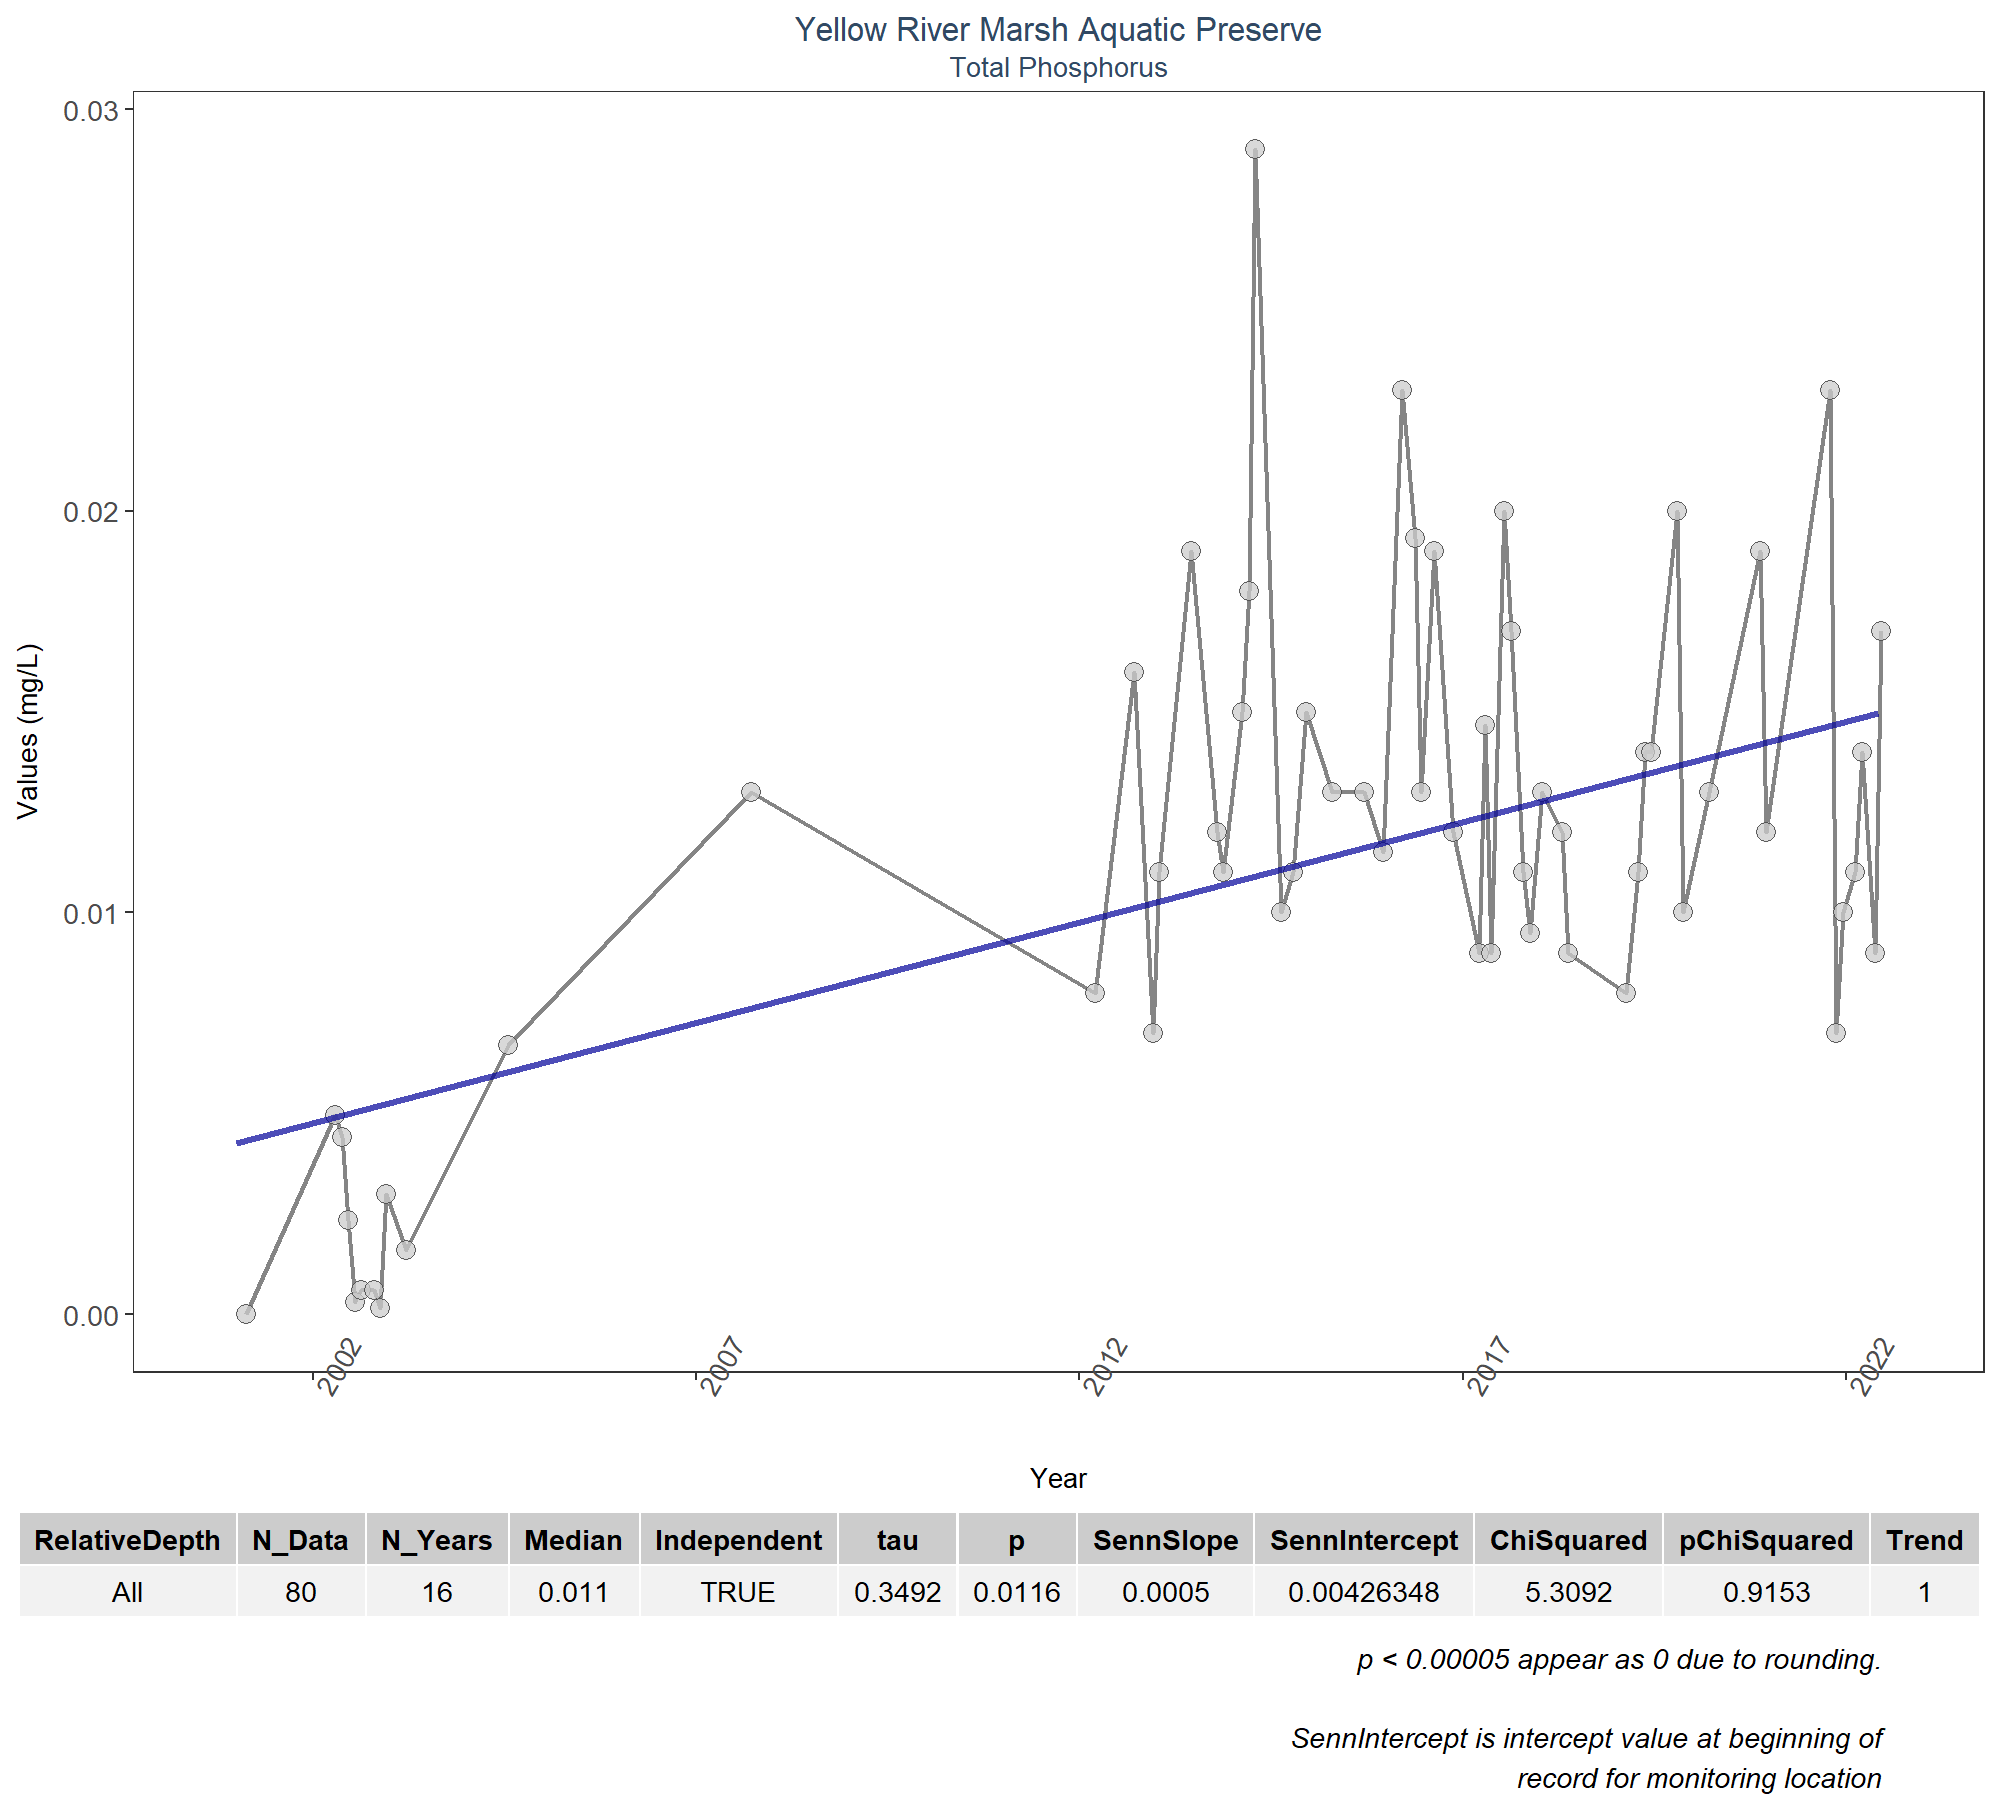 Yellow River Marsh Aquatic Preserve
Total Phosphorus
0.03
0.02
0.01
0.00
Values (mg/L)
2002
2007
2012
2017
2022
Year
RelativeDepth N_Data N_Years Median Independent tau p SennSlope SennIntercept ChiSquared pChiSquared Trend
All 80 16 0.011 TRUE 0.3492 0.0116 0.0005 0.00426348 5.3092 0.9153 1
p < 0.00005 appear as 0 due to rounding.
SennIntercept is intercept value at beginning of
record for monitoring location